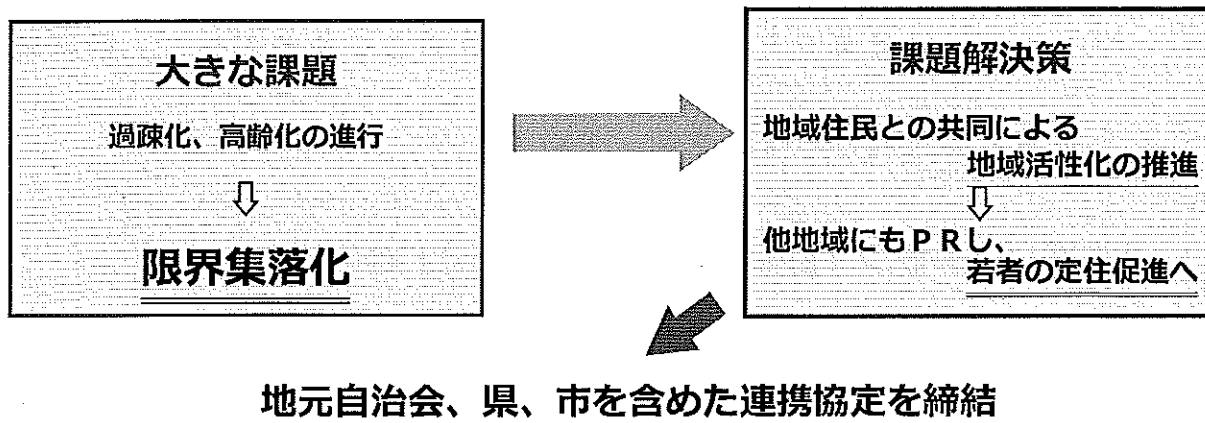 大きな課題
過疎化、高齢化の進行
⇩
限界集落化
課題解決策
地域住民との共同による
地域活性化の推進
⇩
他地域にもＰＲし、
若者の定住促進へ
地元自治会、県、市を含めた連携協定を締結